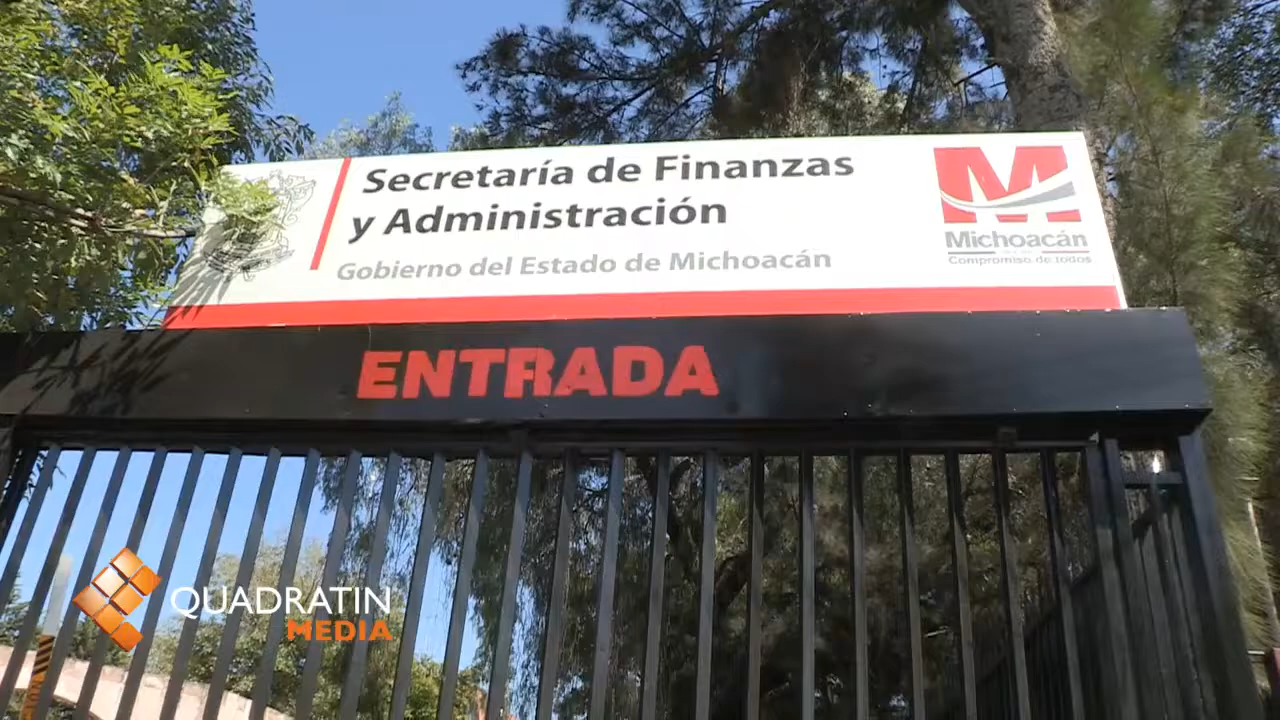 Secretaría de Finanzas
y Administración
Gobierno del Estado de Michoacán
M
Michoacán
Compromiso de todos
ENTRADA
QUADRATIN
MEDIA